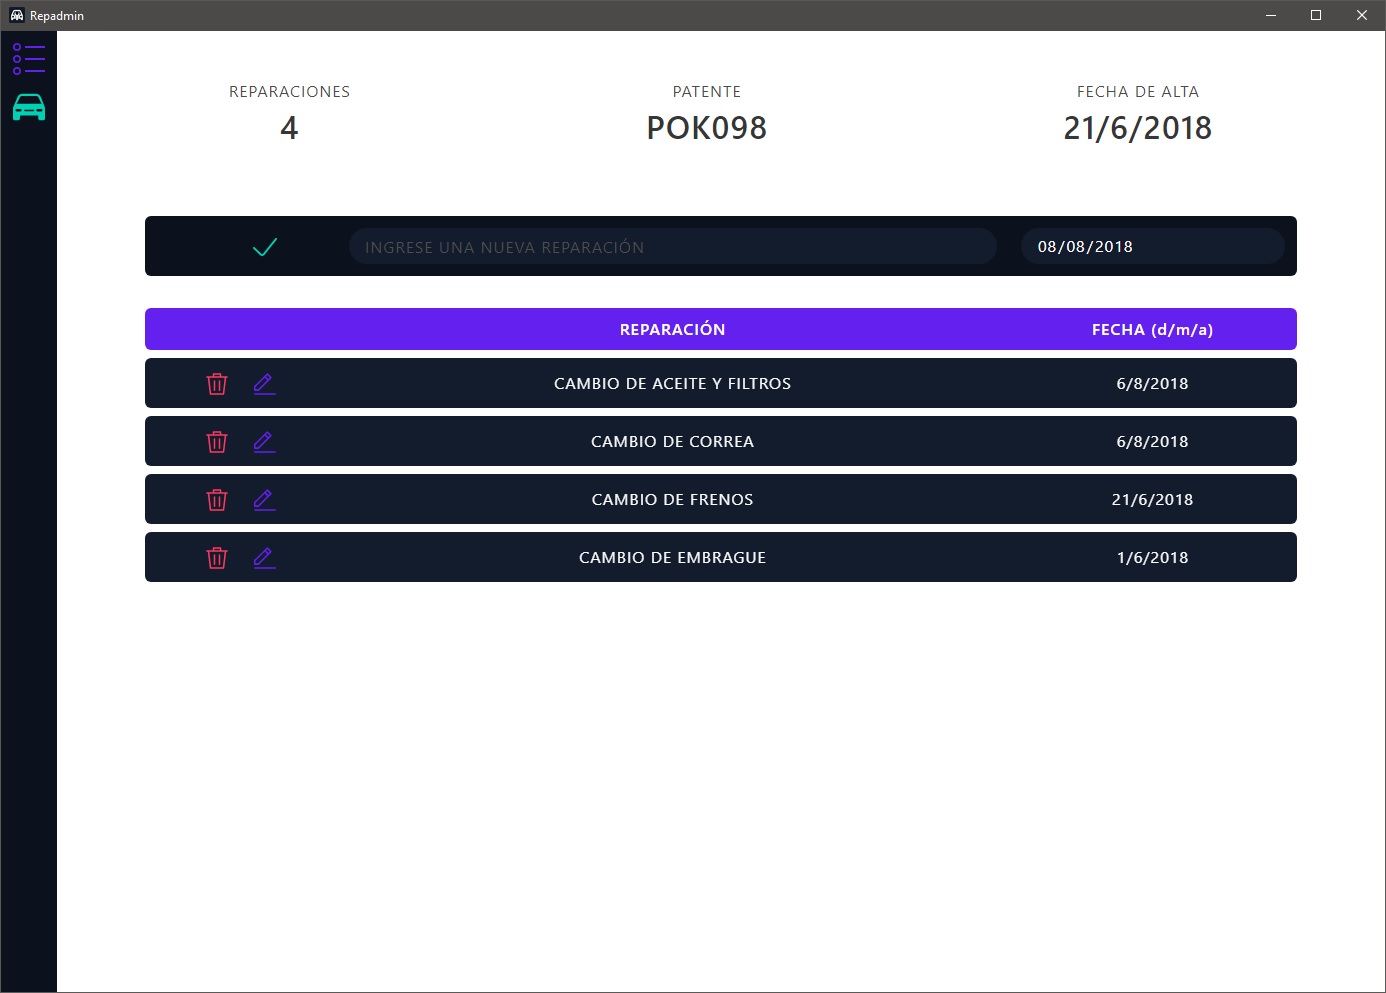 Repadmin
REPARACIONES
4
PATENTE
POK098
FECHA DE ALTA
21/6/2018
INGRESE UNA NUEVA REPARACIÓN
08/08/2018
REPARACIÓN
FECHA (d/m/a)
CAMBIO DE ACEITE Y FILTROS
6/8/2018
CAMBIO DE CORREA
6/8/2018
CAMBIO DE FRENOS
21/6/2018
CAMBIO DE EMBRAGUE
1/6/2018